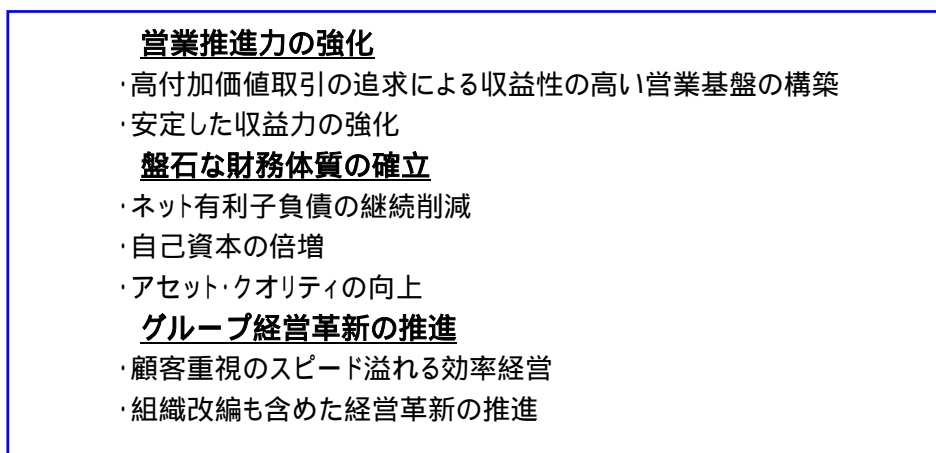 営業推進力の強化
·高付加価値取引の追求による収益性の高い営業基盤の構築
·安定した収益力の強化
盤石な財務体質の確立
·ネット有利子負債の継続削減
·自己資本の倍増
·アセット·クオリティの向上
グループ経営革新の推進
·顧客重視のスピード溢れる効率経営
·組織改編も含めた経営革新の推進